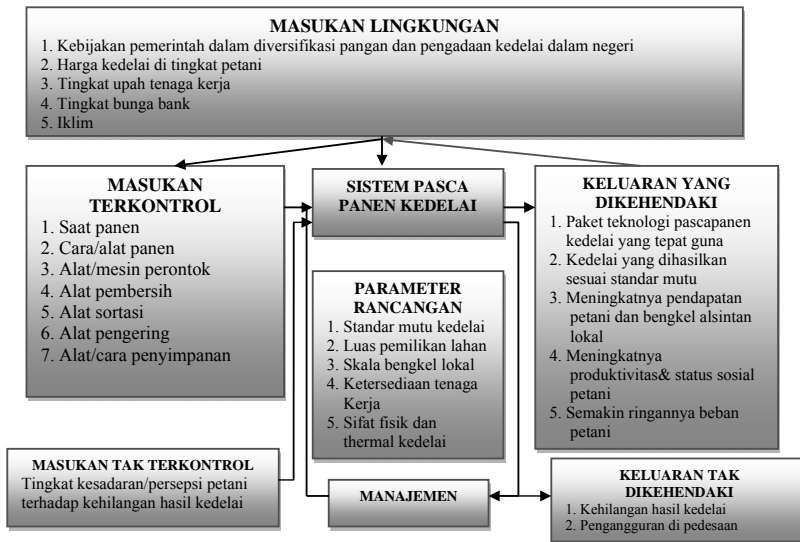 MASUKAN LINGKUNGAN
1. Kebijakan pemerintah dalam diversifikasi pangan dan pengadaan kedelai dalam negeri
2. Harga kedelai di tingkat petani
3. Tingkat upah tenaga kerja
4. Tingkat bunga bank
5. Iklim
MASUKAN
TERKONTROL
1. Saat panen
2. Cara/alat panen
3. Alat/mesin perontok
4. Alat pembersih
5. Alat sortasi
6. Alat pengering
7. Alat/cara penyimpanan
SISTEM PASCA
PANEN KEDELAI
KELUARAN YANG
DIKEHENDAKI
1. Paket teknologi pascapanen
kedelai yang tepat guna
2. Kedelai yang dihasilkan
sesuai standar mutu
3. Meningkatnya pendapatan
petani dan bengkel alsintan
lokal
4. Meningkatnya
produktivitas& status sosial
petani
5. Semakin ringannya beban
petani
PARAMETER
RANCANGAN
1. Standar mutu kedelai
2. Luas pemilikan lahan
3. Skala bengkel lokal
4. Ketersediaan tenaga
Kerja
5. Sifat fisik dan
thermal kedelai
MASUKAN TAK TERKONTROL
Tingkat kesadaran/persepsi petani
terhadap kehilangan hasil kedelai
MANAJEMEN
KELUARAN TAK
DIKEHENDAKI
1. Kehilangan hasil kedelai
2. Pengangguran di pedesaan